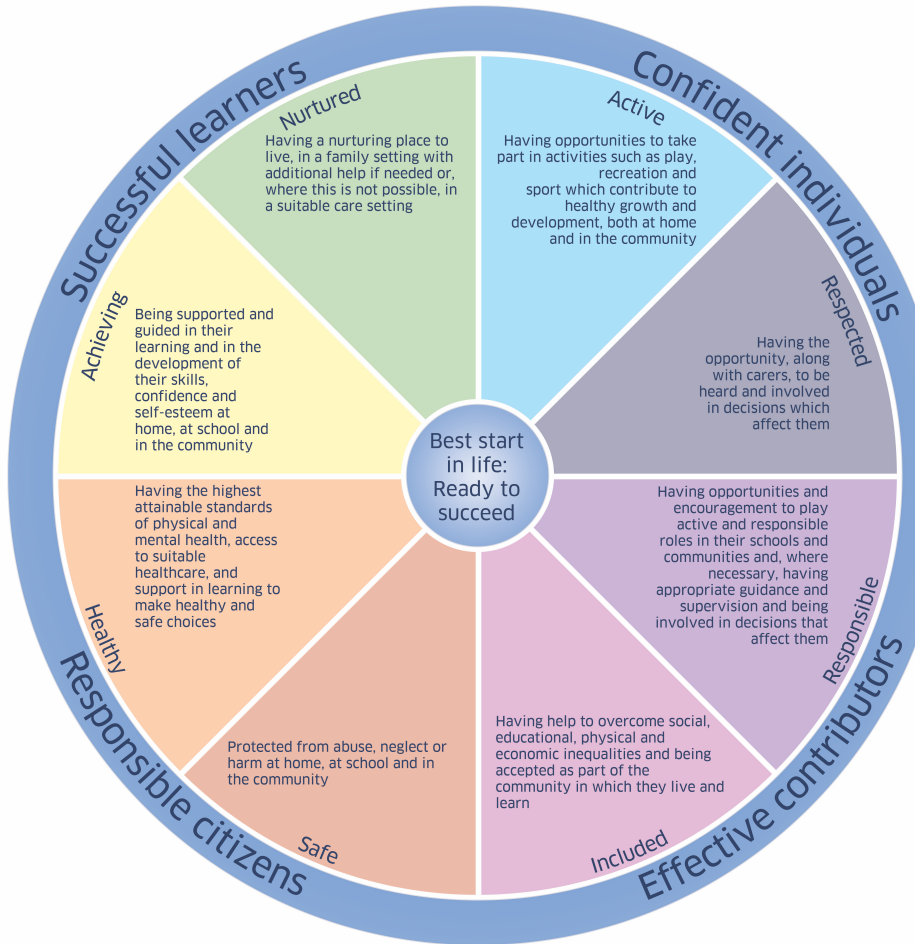 Successful learners
Confident individuals
Nurtured
Having a nurturing place to
live, in a family setting with
additional help if needed or,
where this is not possible, in
a suitable care setting
Active
Having opportunities to take
part in activities such as play,
recreation and
sport which contribute to
healthy growth and
development, both at home
and in the community
Achieving
Being supported and
guided in their
learning and in the
development of
their skills,
confidence and
self-esteem at
home, at school and
in the community
Respected
Having the
opportunity, along
with carers, to be
heard and involved
in decisions which
affect them
Best start
in life:
Ready to
succeed
Having the highest
attainable standards
of physical and
mental health, access
to suitable
healthcare, and
support in learning to
make healthy and
safe choices
Healthy
Having opportunities and
encouragement to play
active and responsible
roles in their schools and
communities and, where
necessary, having
appropriate guidance and
supervision and being
involved in decisions that
affect them
Responsible
Protected from abuse, neglect or
harm at home, at school and in
the community
Safe
Having help to overcome social,
educational, physical and
economic inequalities and being
accepted as part of the
community in which they live and
learn
Included
Responsible citizens
Effective contributors